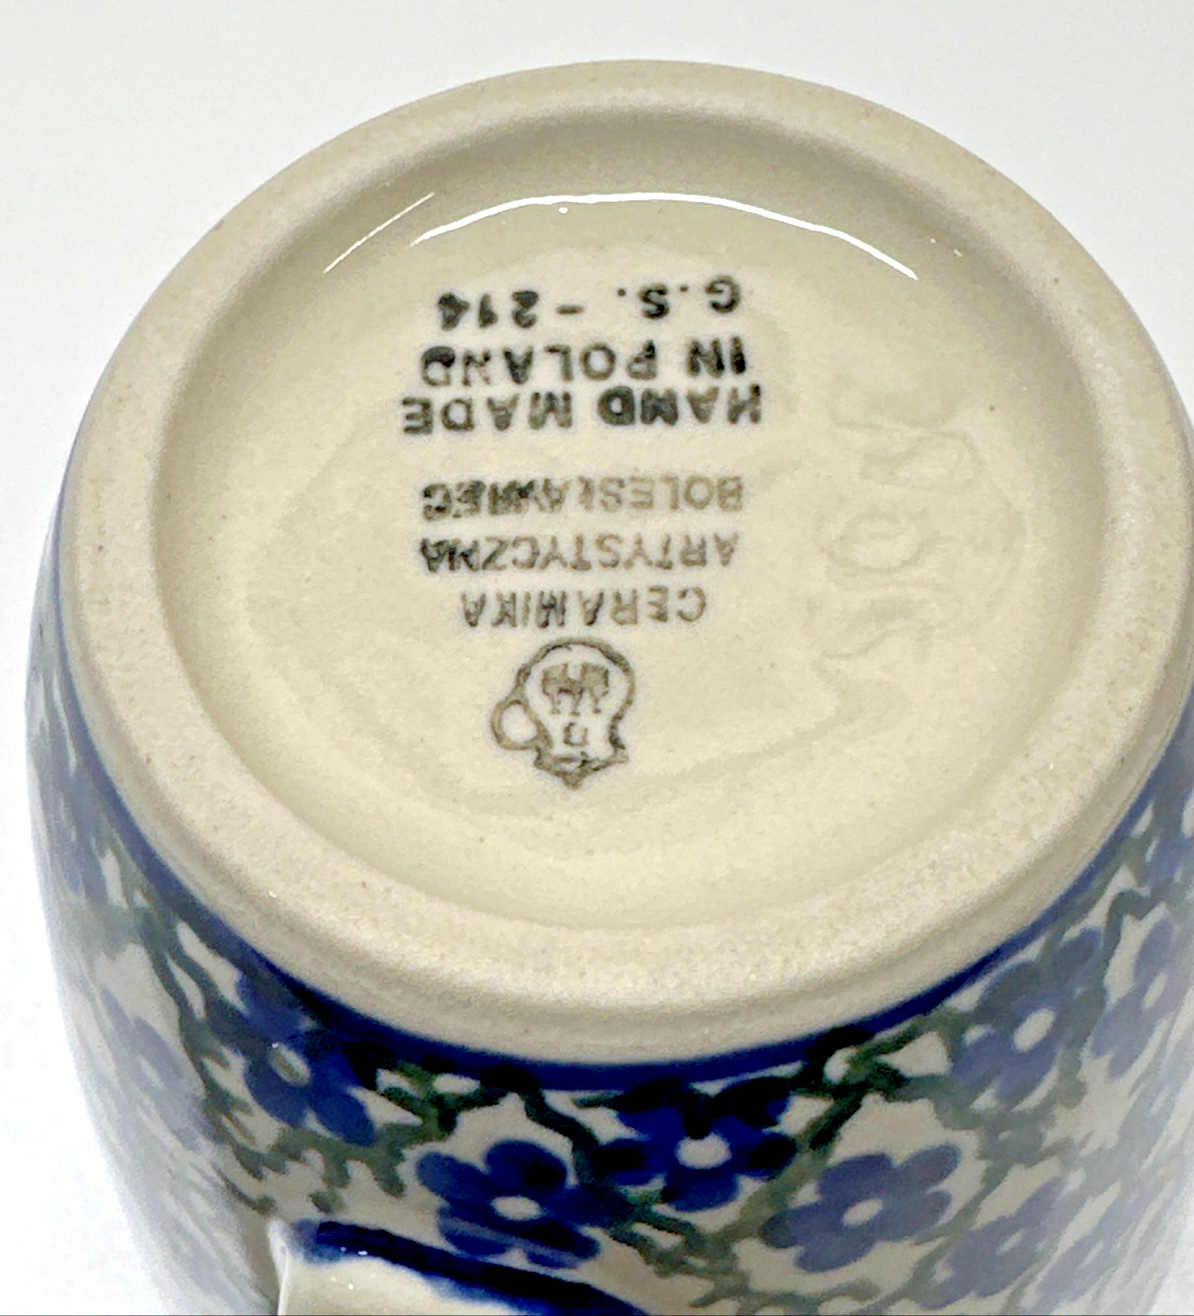 CERAMIKA
ARTYSTYCZNA
BOLESŁAWIEC
HAND MADE
IN POLAND
G.S. - 214